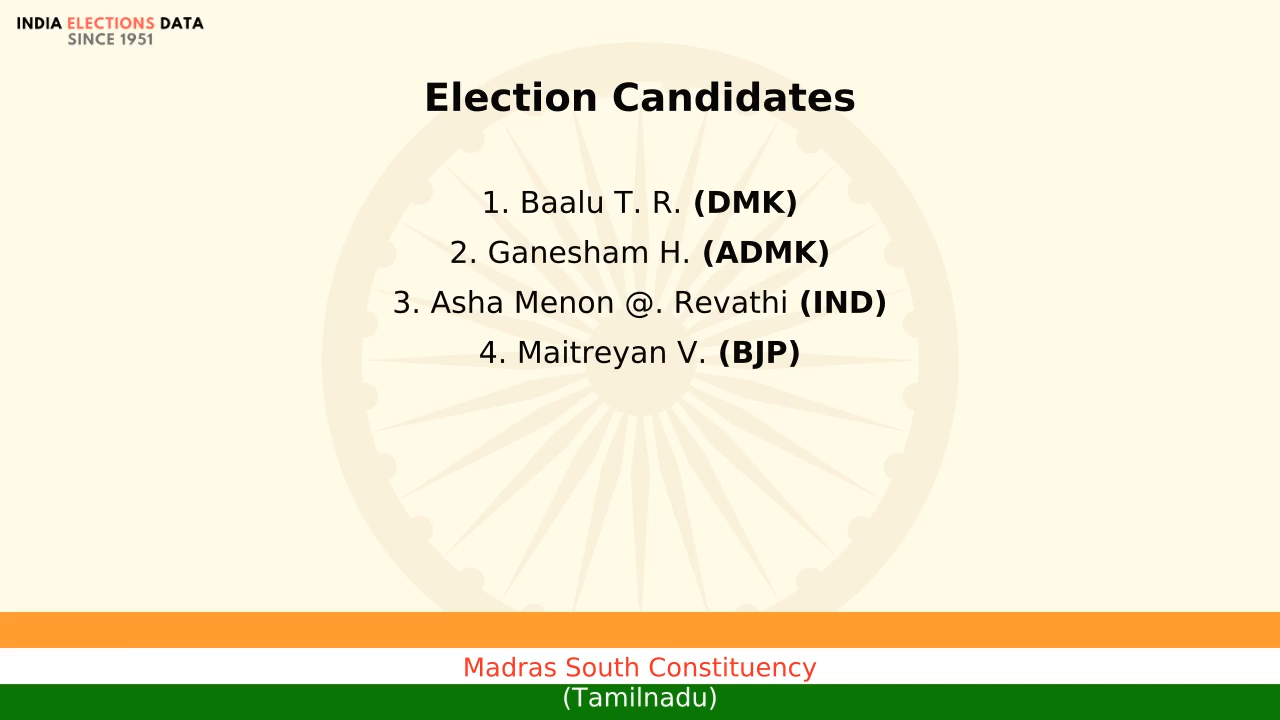 INDIA ELECTIONS DATA
SINCE 1951
Election Candidates
1. Baalu T. R. (DMK)
2. Ganesham H. (ADMK)
3. Asha Menon @. Revathi (IND)
4. Maitreyan V. (BJP)
Madras South Constituency
(Tamilnadu)